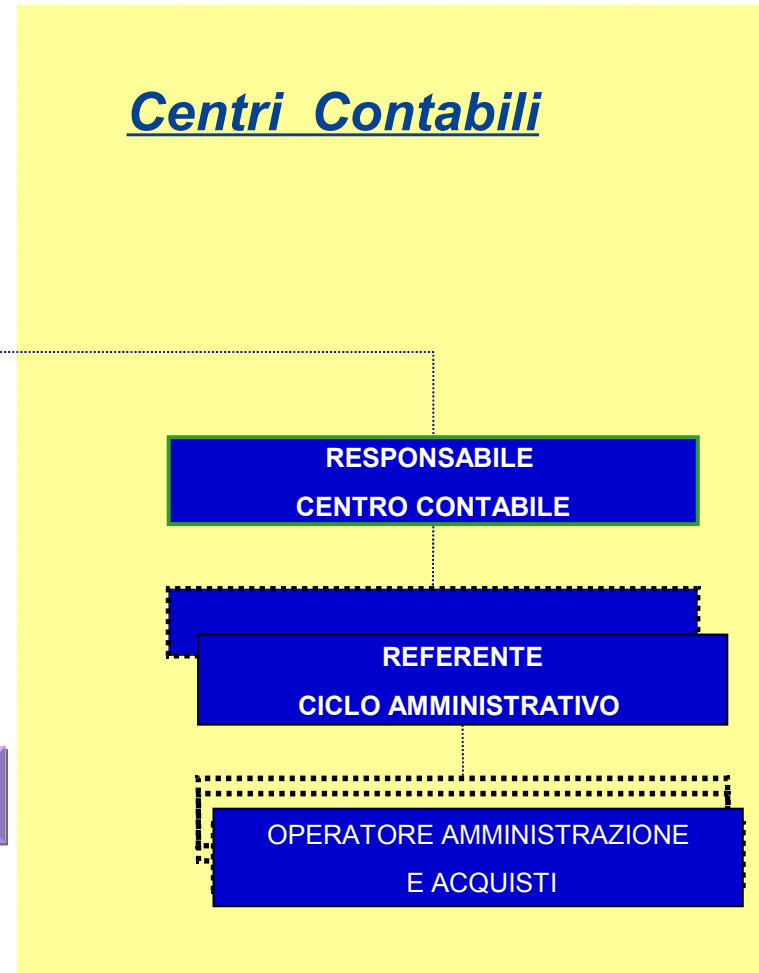 Centri Contabili
RESPONSABILE
CENTRO CONTABILE
REFERENTE
CICLO AMMINISTRATIVO
OPERATORE AMMINISTRAZIONE
E ACQUISTI